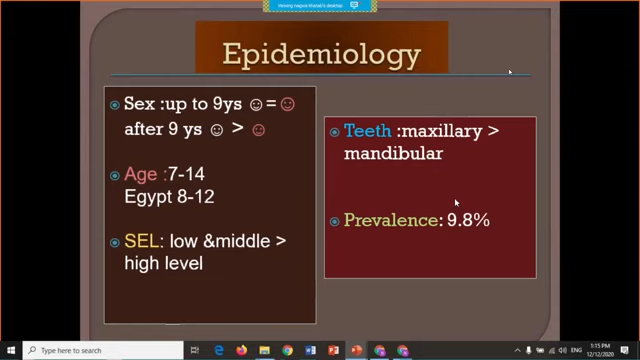 Viewing nagwa khattab's desktop
Epidemiology
Sex :up to 9ys ☺=☺
after 9 ys ☺ > ☺
Age :7-14
Egypt 8-12
SEL: low &middle >
high level
Teeth :maxillary >
mandibular
Prevalence: 9.8%
Type here to search
ENG
1:15 PM
12/12/2020